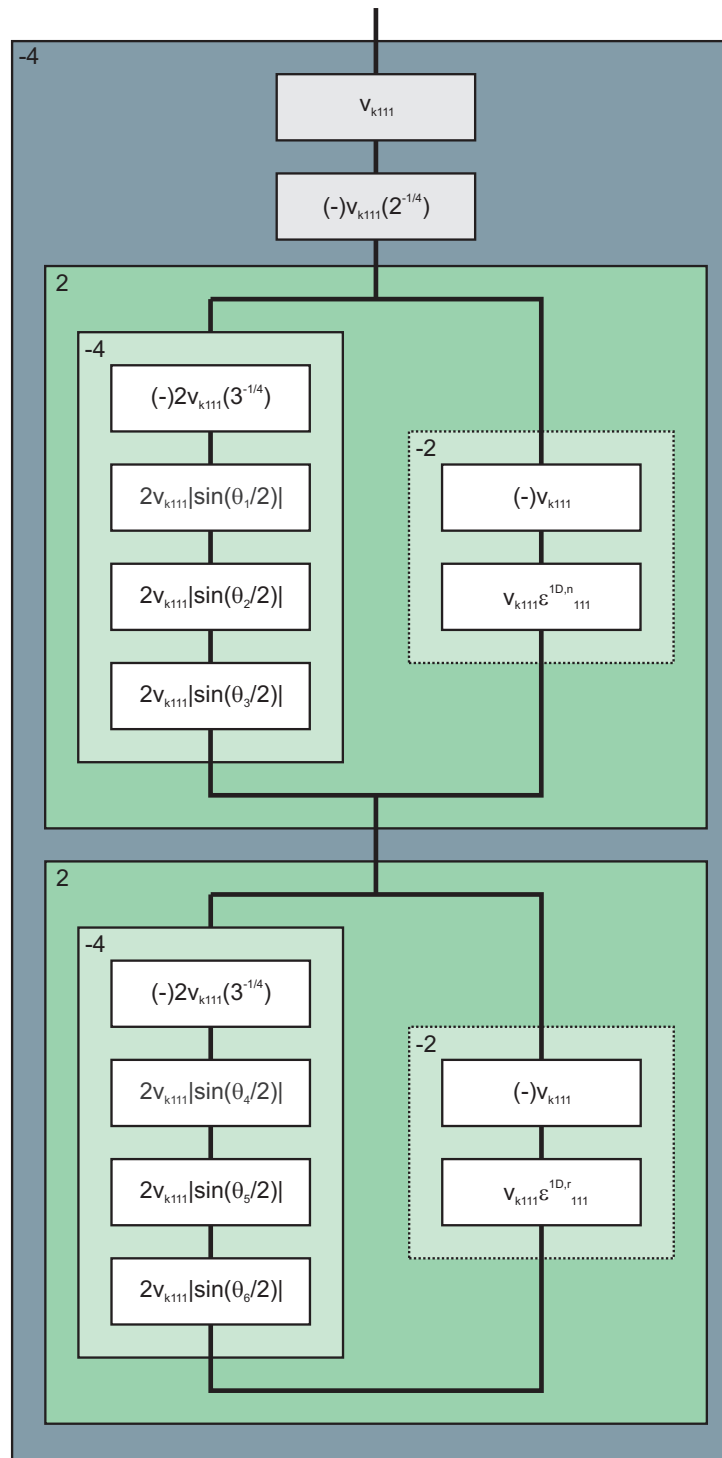 -4
v_k111
(-)v_k111(2^-1/4)
2
-4
(-)2v_k111(3^-1/4)
2v_k111|sin(θ_1/2)|
2v_k111|sin(θ_2/2)|
2v_k111|sin(θ_3/2)|
-2
(-)v_k111
v_k111ε^1D,n_111
2
-4
(-)2v_k111(3^-1/4)
2v_k111|sin(θ_4/2)|
2v_k111|sin(θ_5/2)|
2v_k111|sin(θ_6/2)|
-2
(-)v_k111
v_k111ε^1D,r_111